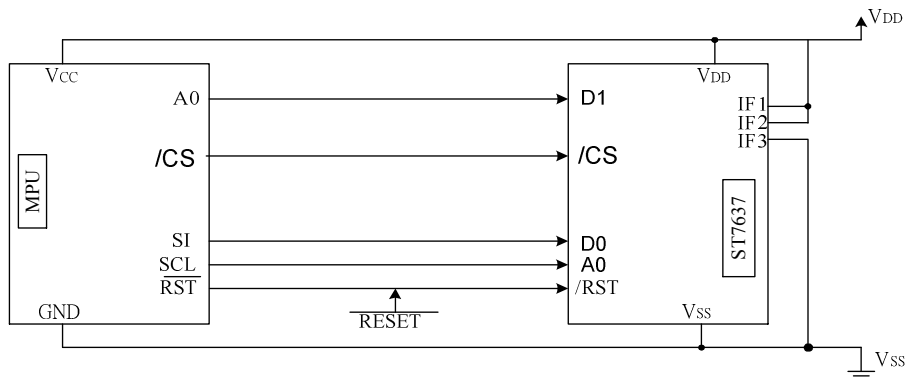 VDD
VCC
A0
/CS
MPU
SI
SCL
RST
GND
RESET
VDD
D1
IF1
IF2
IF3
/CS
ST7637
D0
A0
/RST
VSS
VSS